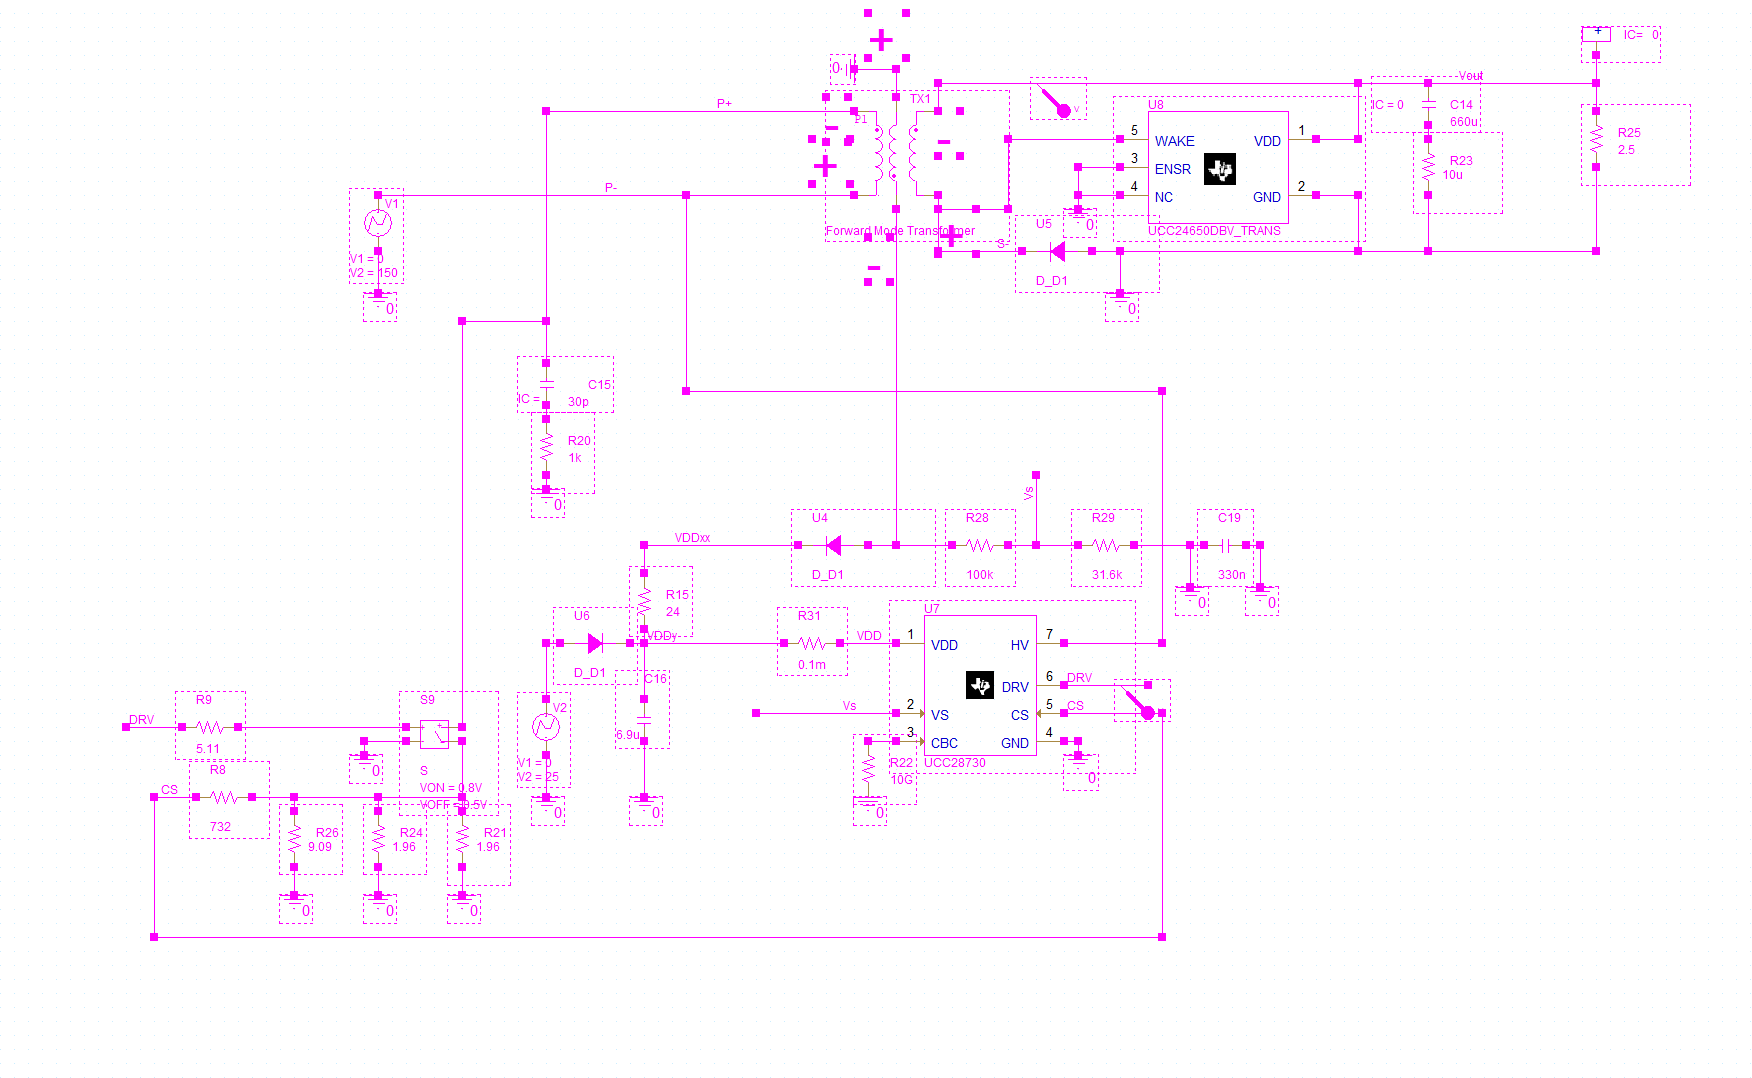 IC= 0
0
P+
TX1
P1
Vout
IC = 0
C14
660u
U8
5
WAKE
VDD
1
3
ENSR
4
NC
GND
2
R25
2.5
R23
10u
P-
V1
V1 = 0
V2 = 150
0
Forward Mode Transformer
U5
0
UCC24650DBV_TRANS
S-
D_D1
0
C15
IC =
30p
R20
1k
0
Vs
U4
R28
R29
C19
VDDxx
D_D1
100k
31.6k
330n
0
0
R15
24
U6
VDDy
R31
VDD
U7
1
VDD
HV
7
D_D1
0.1m
C16
6
DRV
DRV
R9
S9
DRV
V2
Vs
2
VS
CS
5
CS
6.9u
3
CBC
GND
4
5.11
0
V1 = 0
V2 = 25
R22
10G
UCC28730
0
R8
S
VON = 0.8V
VOFF = 0.5V
CS
732
0
0
0
R26
9.09
R24
1.96
R21
1.96
0
0
0